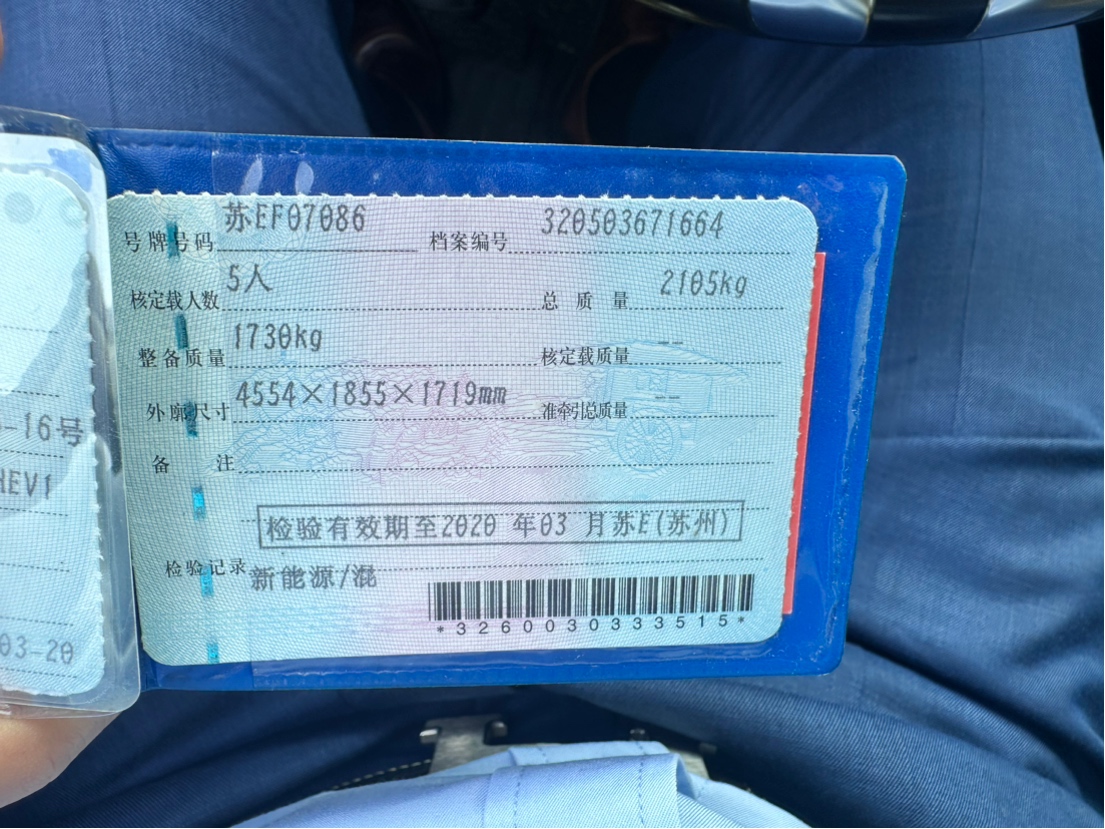 号牌号码 苏EF07086 档案编号 320503671664
核定载人数 5人 总质量 2105kg
整备质量 1730kg 核定载质量 --
外廓尺寸 4554×1855×1719mm 准牵引总质量 --
备注
检验有效期至2020 年03 月苏E(苏州)
检验记录 新能源/混
*3260030333515*
-16号
HEV1
03-20